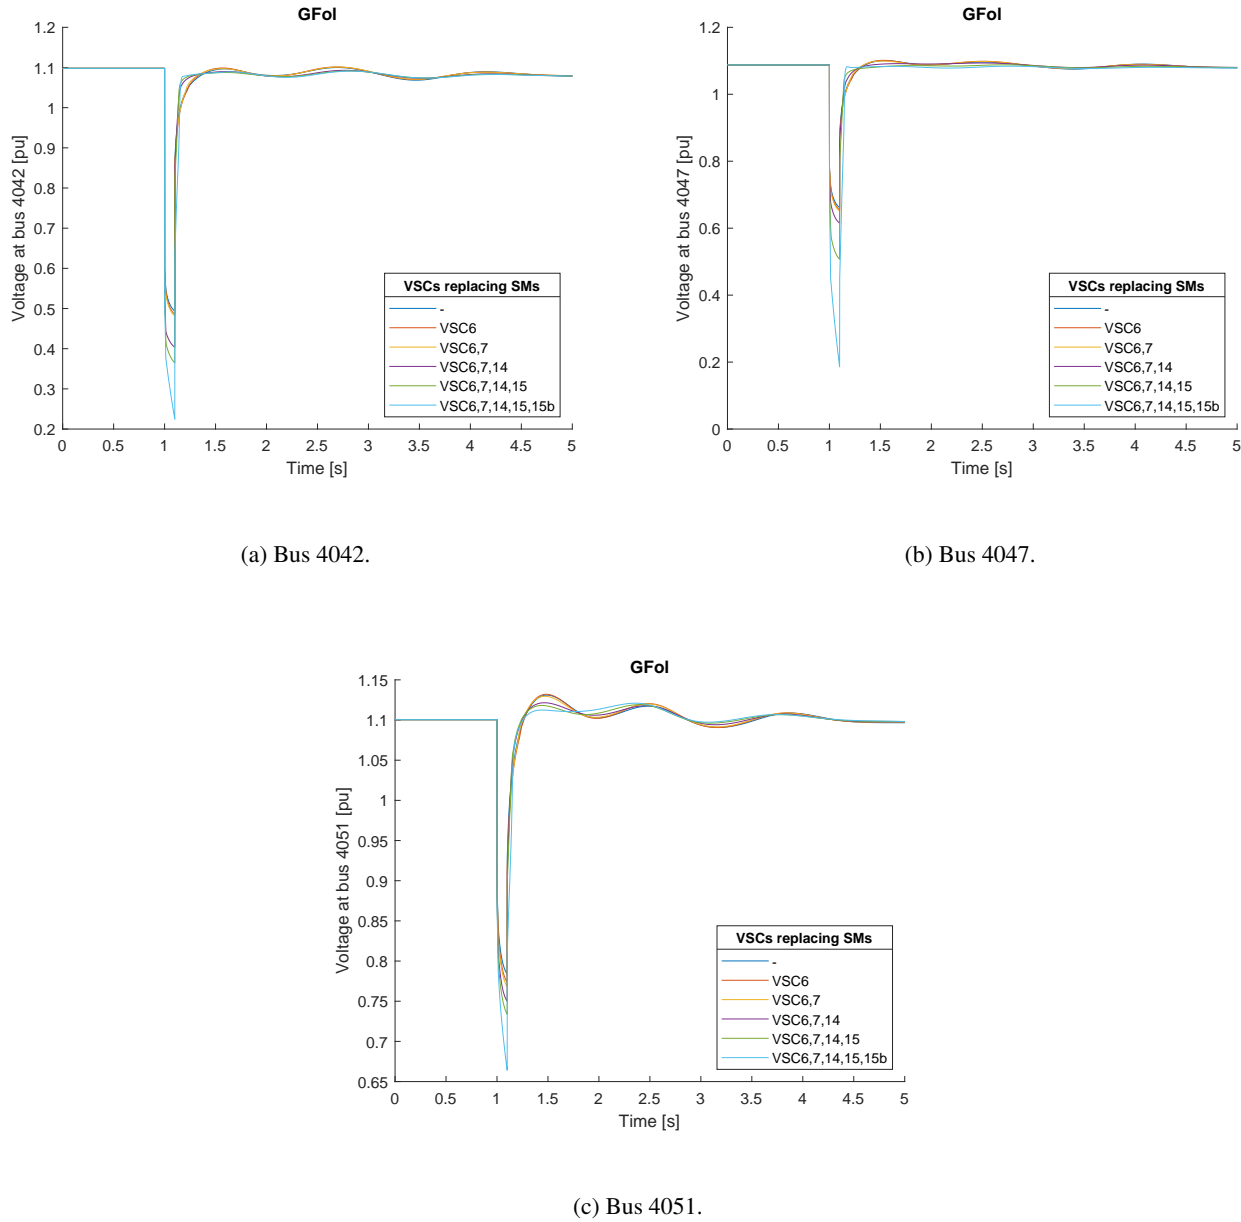 GFol
Voltage at bus 4042 [pu]
1.2
1.1
1
0.9
0.8
0.7
0.6
0.5
0.4
0.3
0.2
0 0.5 1 1.5 2 2.5 3 3.5 4 4.5 5
Time [s]
VSCs replacing SMs
-
VSC6
VSC6,7
VSC6,7,14
VSC6,7,14,15
VSC6,7,14,15,15b
(a) Bus 4042.
GFol
Voltage at bus 4047 [pu]
1.2
1
0.8
0.6
0.4
0.2
0
0 0.5 1 1.5 2 2.5 3 3.5 4 4.5 5
Time [s]
VSCs replacing SMs
-
VSC6
VSC6,7
VSC6,7,14
VSC6,7,14,15
VSC6,7,14,15,15b
(b) Bus 4047.
GFol
Voltage at bus 4051 [pu]
1.15
1.1
1.05
1
0.95
0.9
0.85
0.8
0.75
0.7
0.65
0 0.5 1 1.5 2 2.5 3 3.5 4 4.5 5
Time [s]
VSCs replacing SMs
-
VSC6
VSC6,7
VSC6,7,14
VSC6,7,14,15
VSC6,7,14,15,15b
(c) Bus 4051.